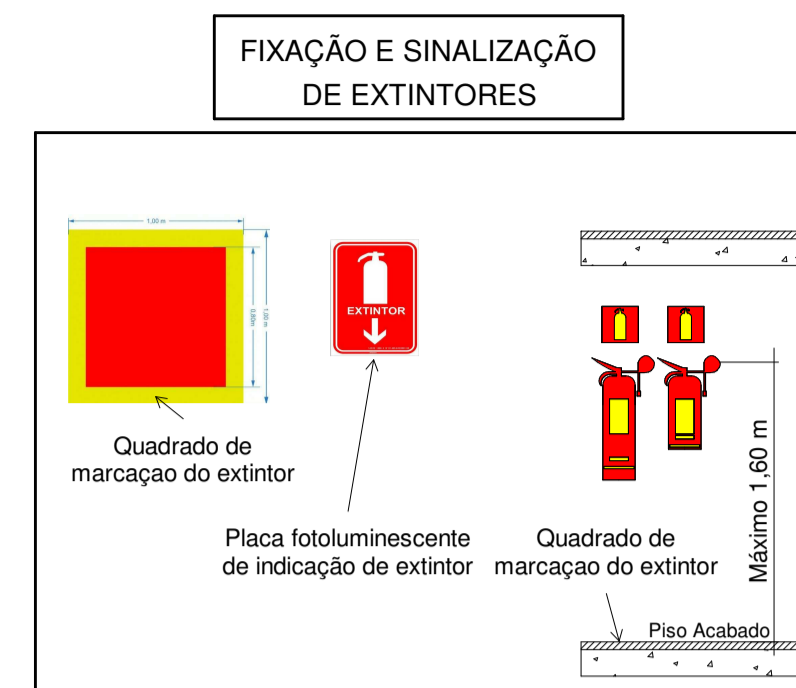 FIXAÇÃO E SINALIZAÇÃO
DE EXTINTORES
1,00 m
0,80m
1,00 m
EXTINTOR
Quadrado de
marcaçao do extintor
Placa fotoluminescente
de indicação de extintor
Quadrado de
marcaçao do extintor
Máximo 1,60 m
Piso Acabado